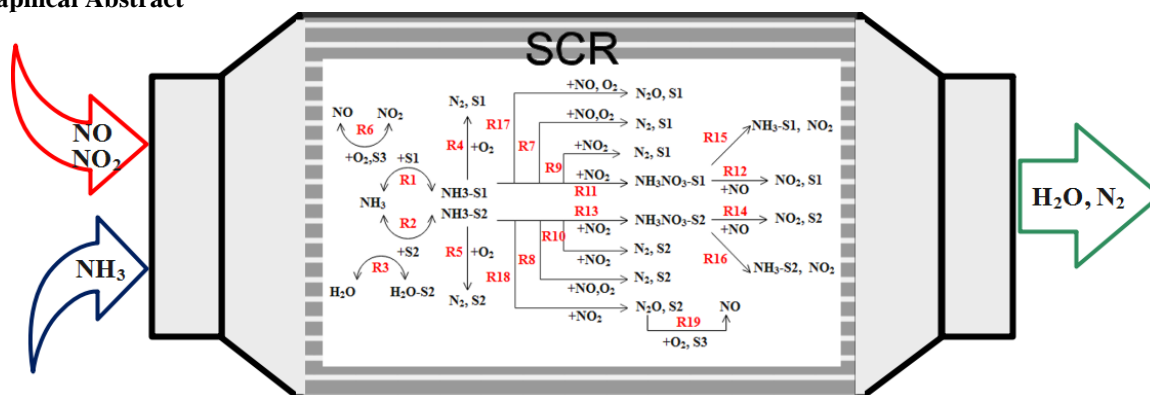 aphical Abstract
SCR
NO
NO₂
NH₃
H₂O, N₂
NO NO₂
R6
+O₂,S3
+S1
R1
NH₃
R2
+S2
R3
H₂O H₂O-S2
N₂, S1
R4 +O₂
NH3-S1
NH3-S2
R5 +O₂
N₂, S2
R17
+NO, O₂
N₂O, S1
R7
+NO,O₂
N₂, S1
R9
+NO₂
N₂, S1
+NO₂
R11
NH₃NO₃-S1
R15
NH₃-S1, NO₂
R12
+NO
NO₂, S1
R13
+NO₂
NH₃NO₃-S2
R14
+NO
NO₂, S2
R16
NH₃-S2, NO₂
R10
+NO₂
N₂, S2
R8
+NO,O₂
N₂, S2
R18
+NO₂
N₂O, S2
R19
+O₂, S3
NO